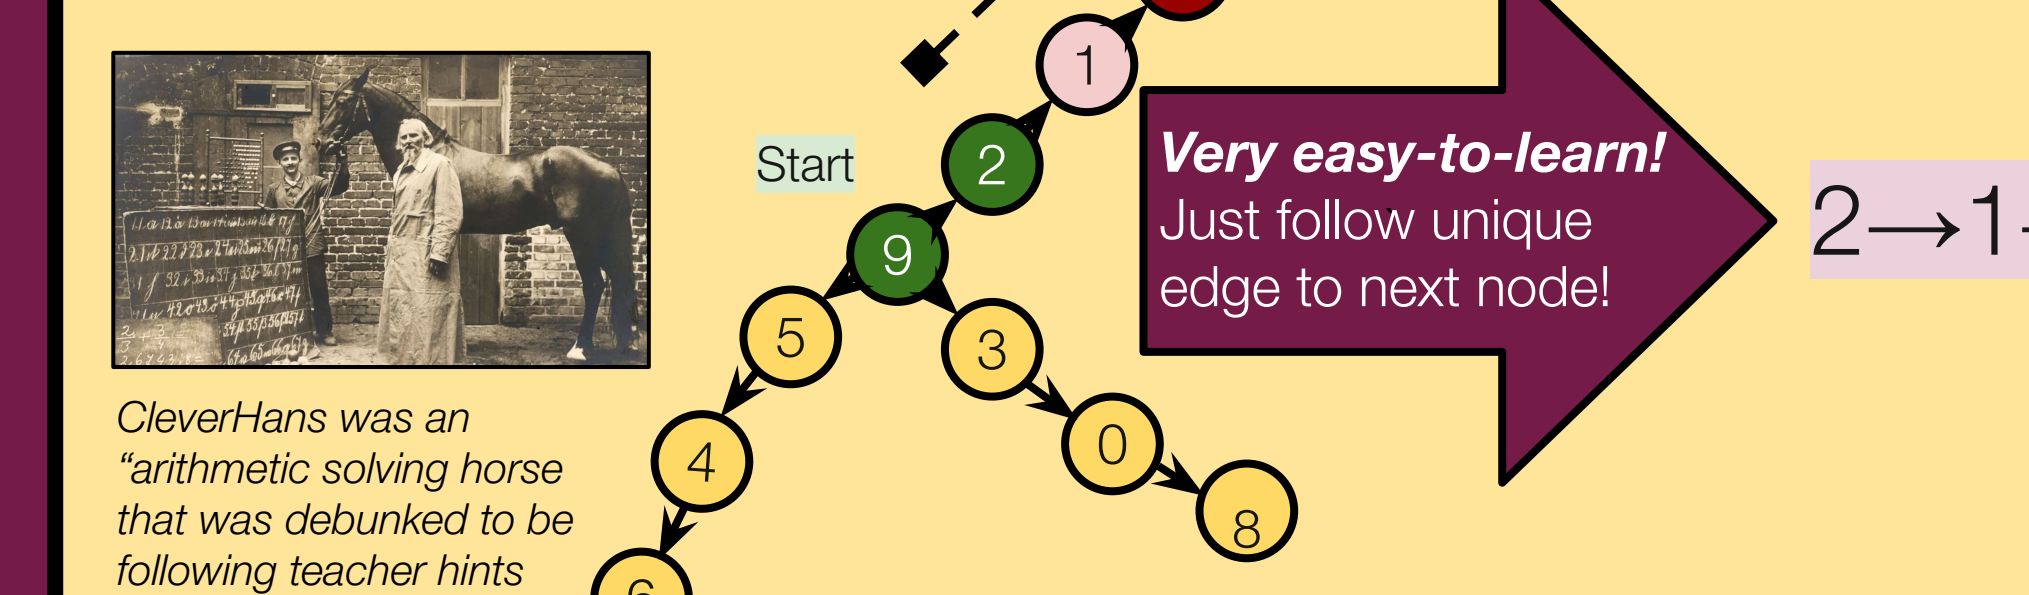 1
2
Start
9
5
3
4
0
8
6
Very easy-to-learn!
Just follow unique
edge to next node!
2→1
CleverHans was an
“arithmetic solving horse
that was debunked to be
following teacher hints